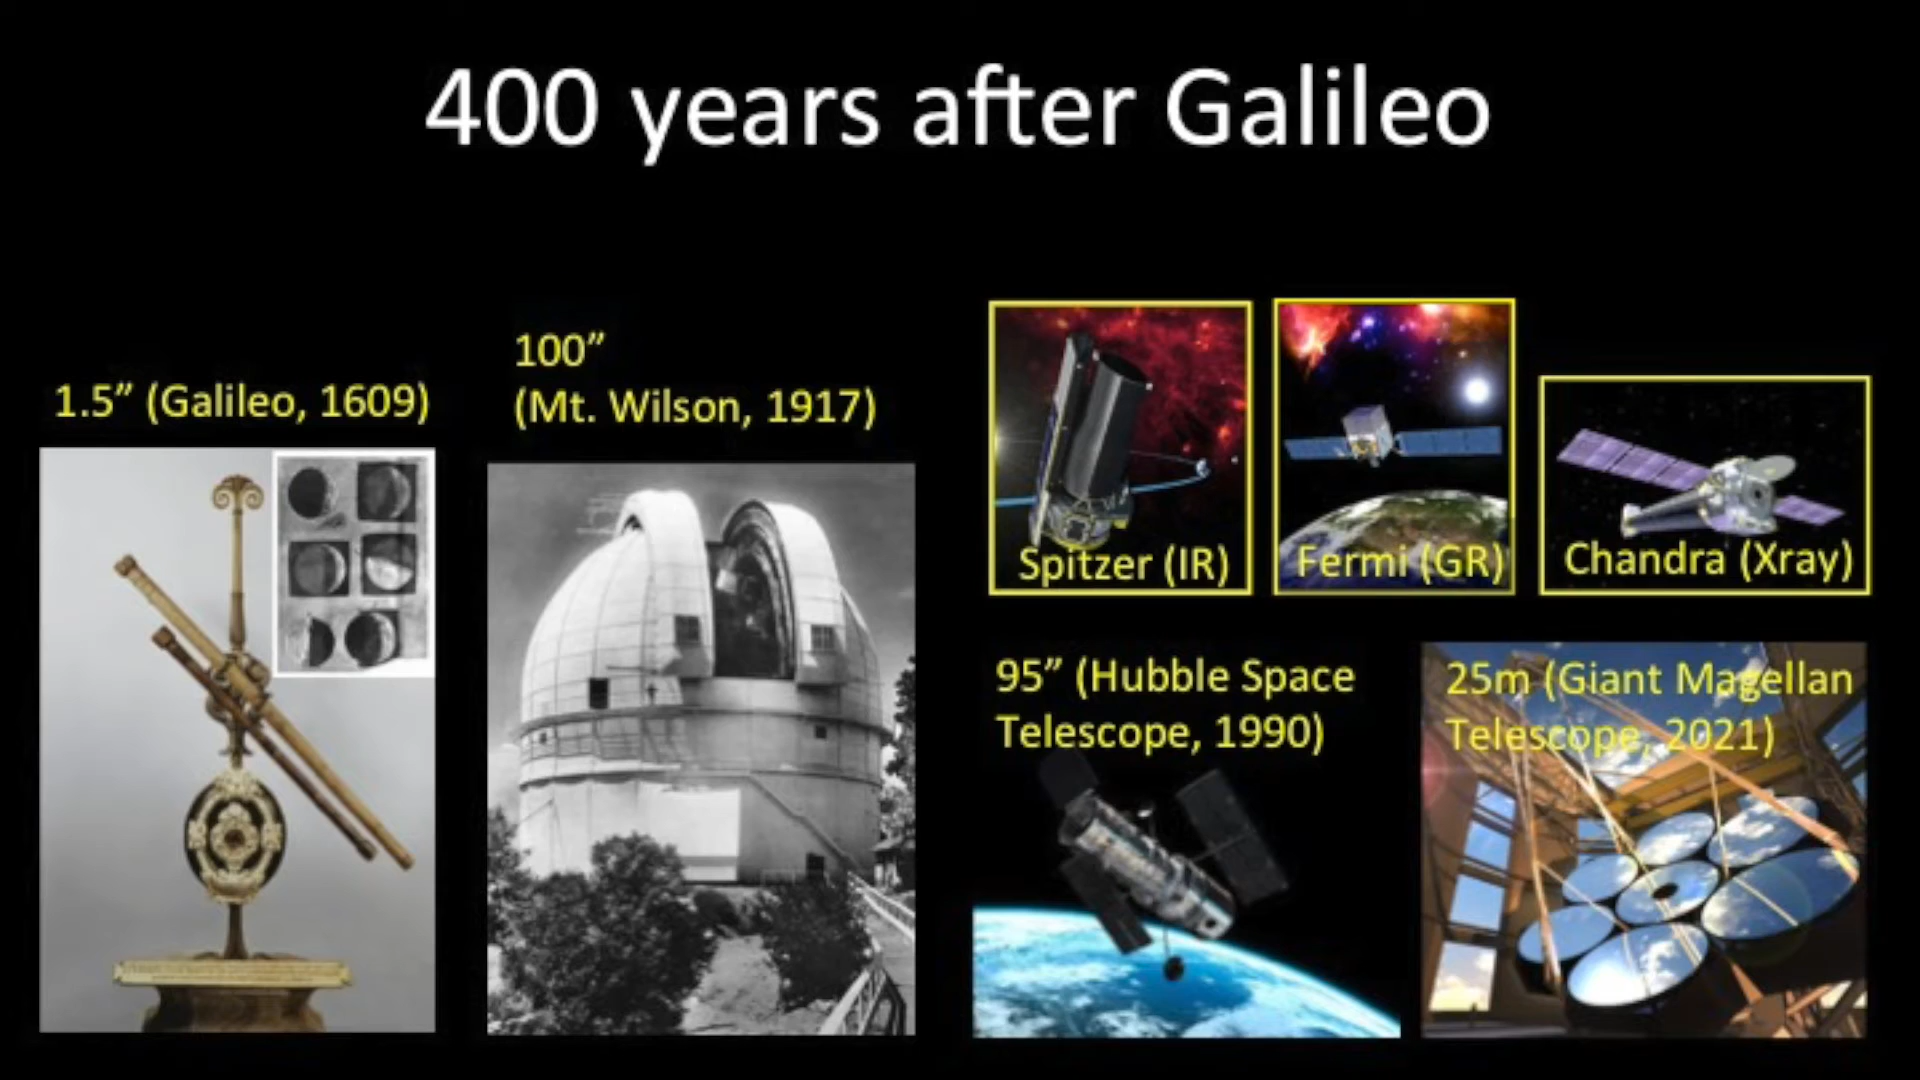 400 years after Galileo
1.5” (Galileo, 1609)
100”
(Mt. Wilson, 1917)
Spitzer (IR)
Fermi (GR)
Chandra (Xray)
95” (Hubble Space
Telescope, 1990)
25m (Giant Magellan
Telescope, 2021)